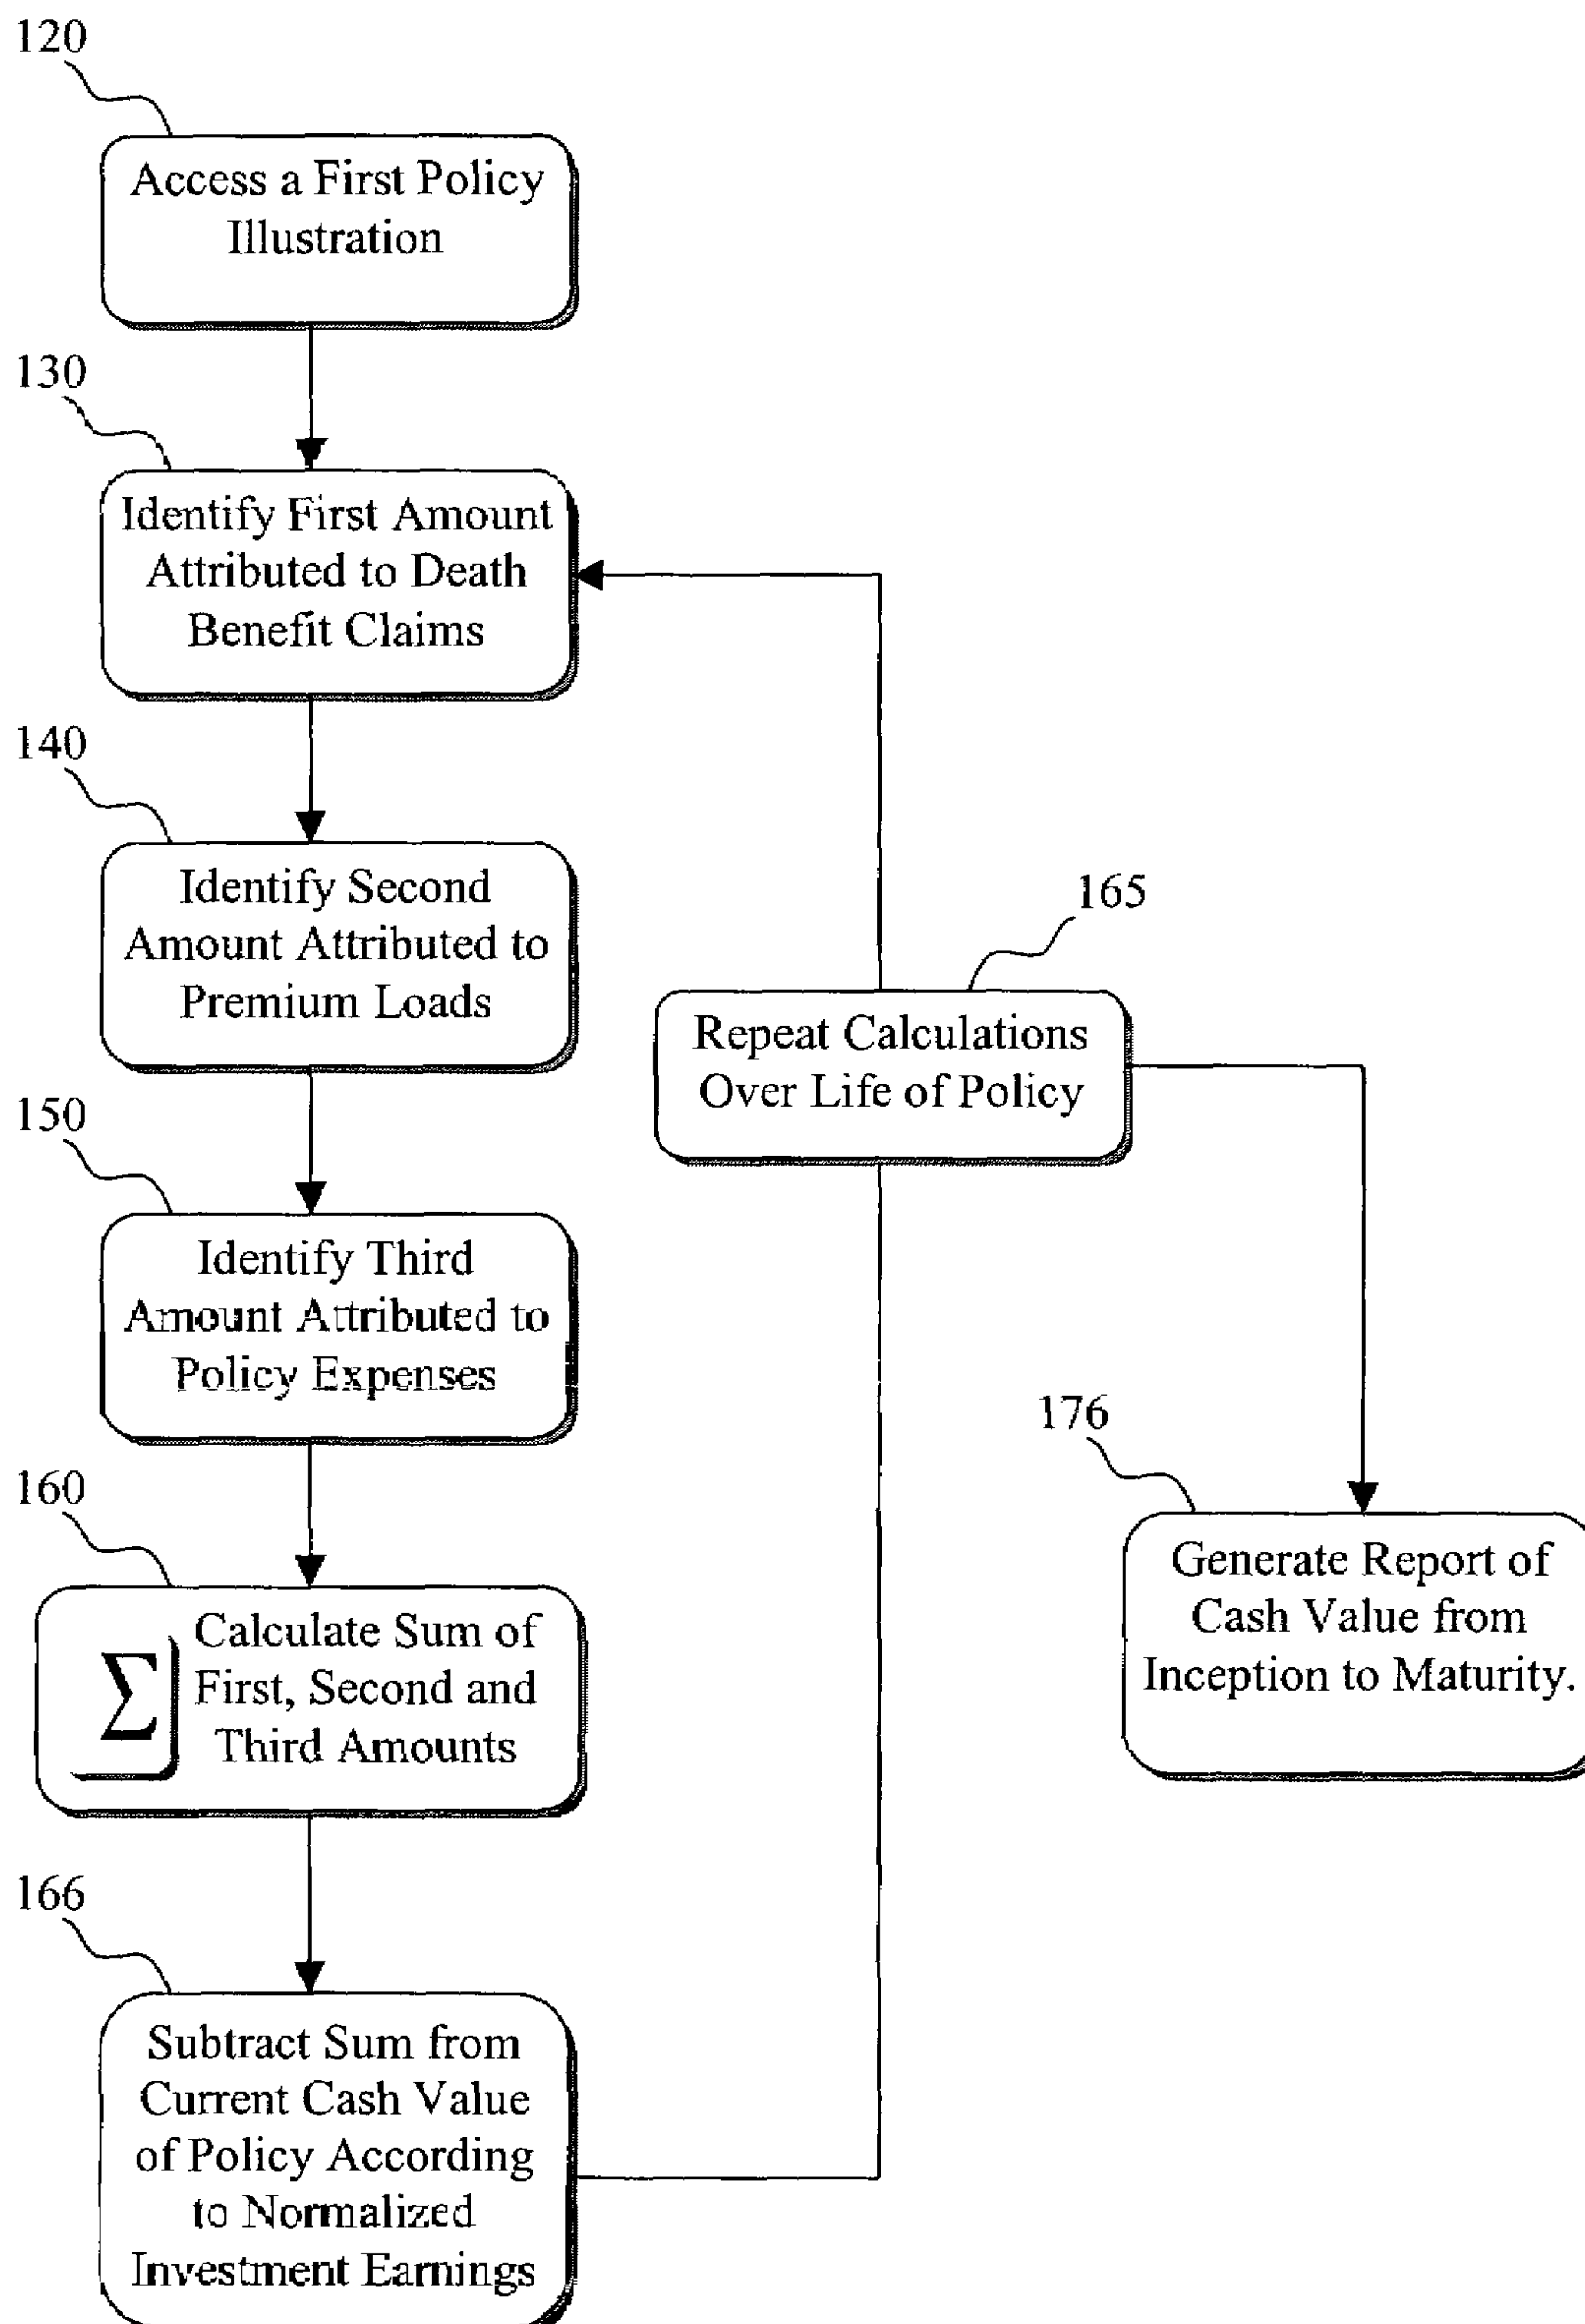 120
Access a First Policy
Illustration
130
Identify First Amount
Attributed to Death
Benefit Claims
140
Identify Second
Amount Attributed to
Premium Loads
165
Repeat Calculations
Over Life of Policy
150
Identify Third
Amount Attributed to
Policy Expenses
176
Generate Report of
Cash Value from
Inception to Maturity.
160
Σ
Calculate Sum of
First, Second and
Third Amounts
166
Subtract Sum from
Current Cash Value
of Policy According
to Normalized
Investment Earnings